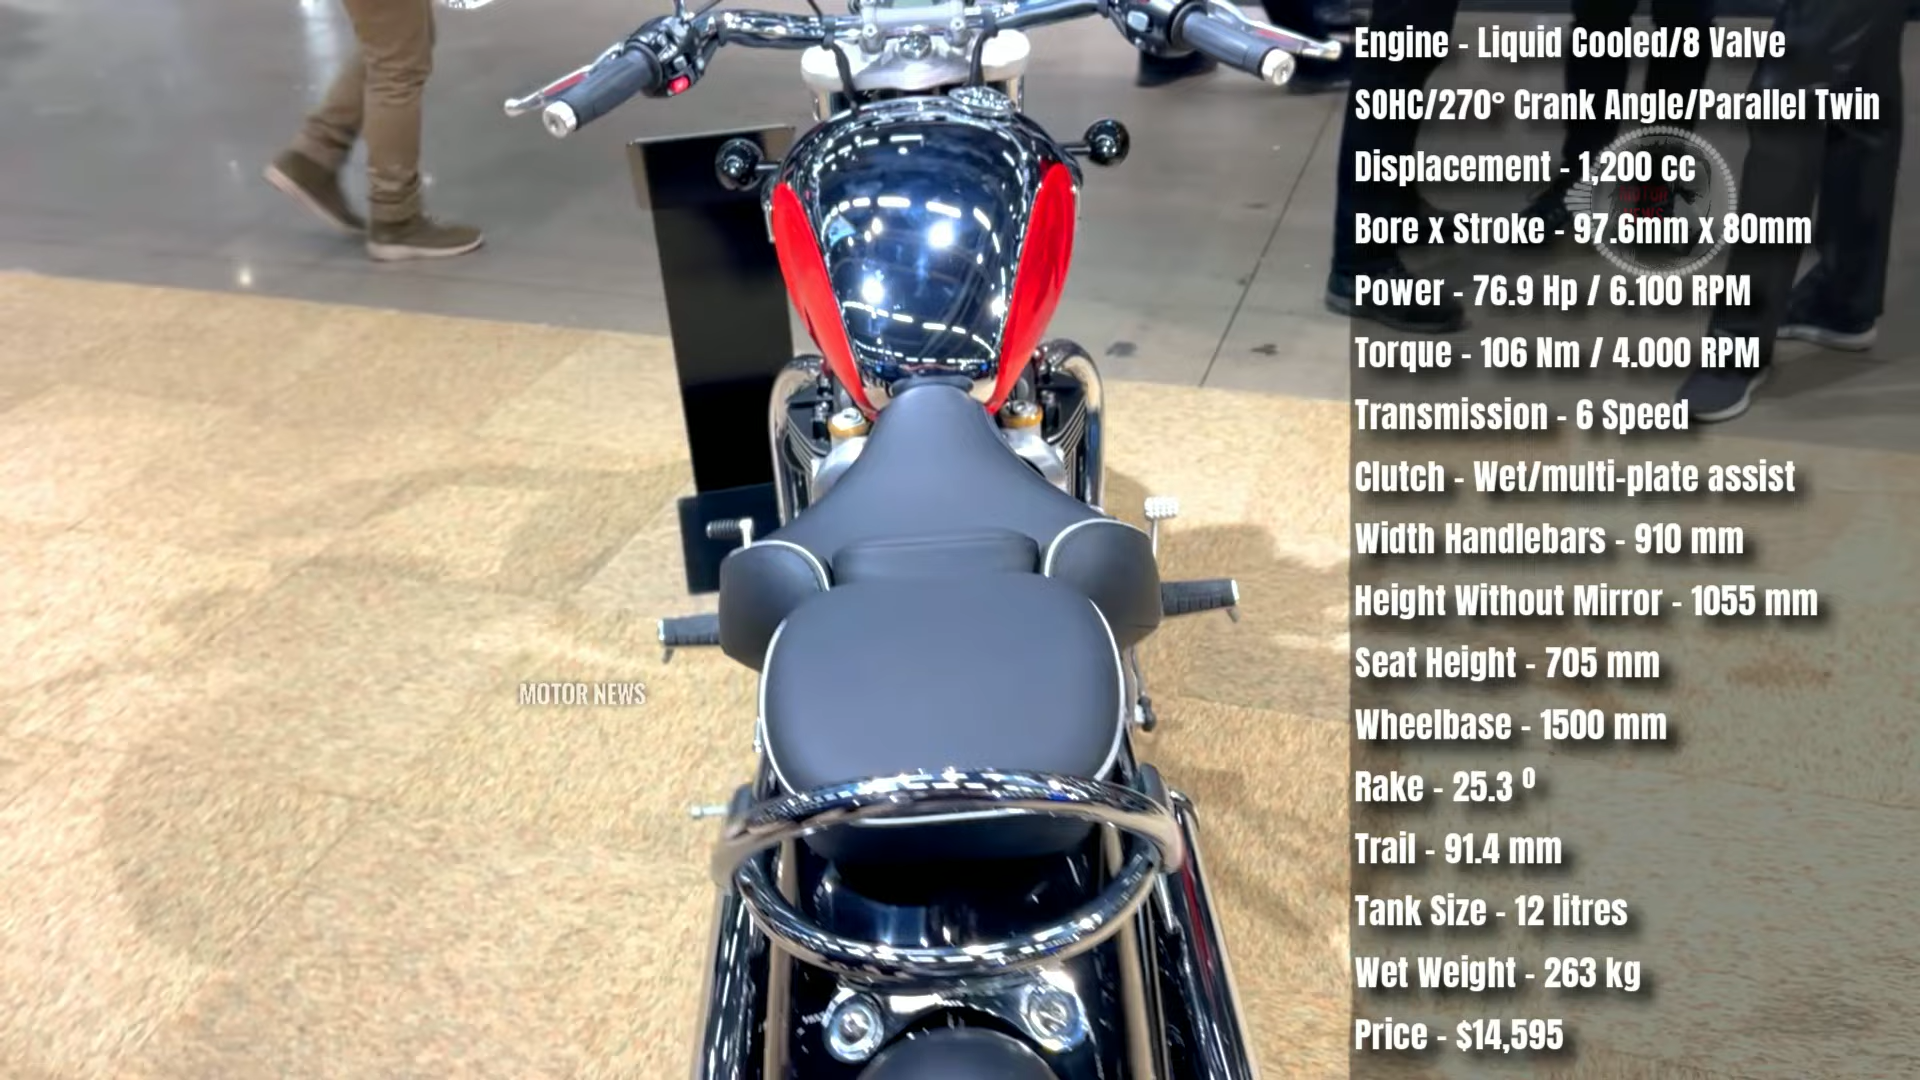 Engine - Liquid Cooled/8 Valve
SOHC/270° Crank Angle/Parallel Twin
Displacement - 1,200 cc
MOTOR
NEWS
Bore x Stroke - 97.6mm x 80mm
Power - 76.9 Hp / 6.100 RPM
Torque - 106 Nm / 4.000 RPM
Transmission - 6 Speed
Clutch - Wet/multi-plate assist
Width Handlebars - 910 mm
Height Without Mirror - 1055 mm
Seat Height - 705 mm
MOTOR NEWS
Wheelbase - 1500 mm
Rake - 25.3 º
Trail - 91.4 mm
Tank Size - 12 litres
Wet Weight - 263 kg
Price - $14,595